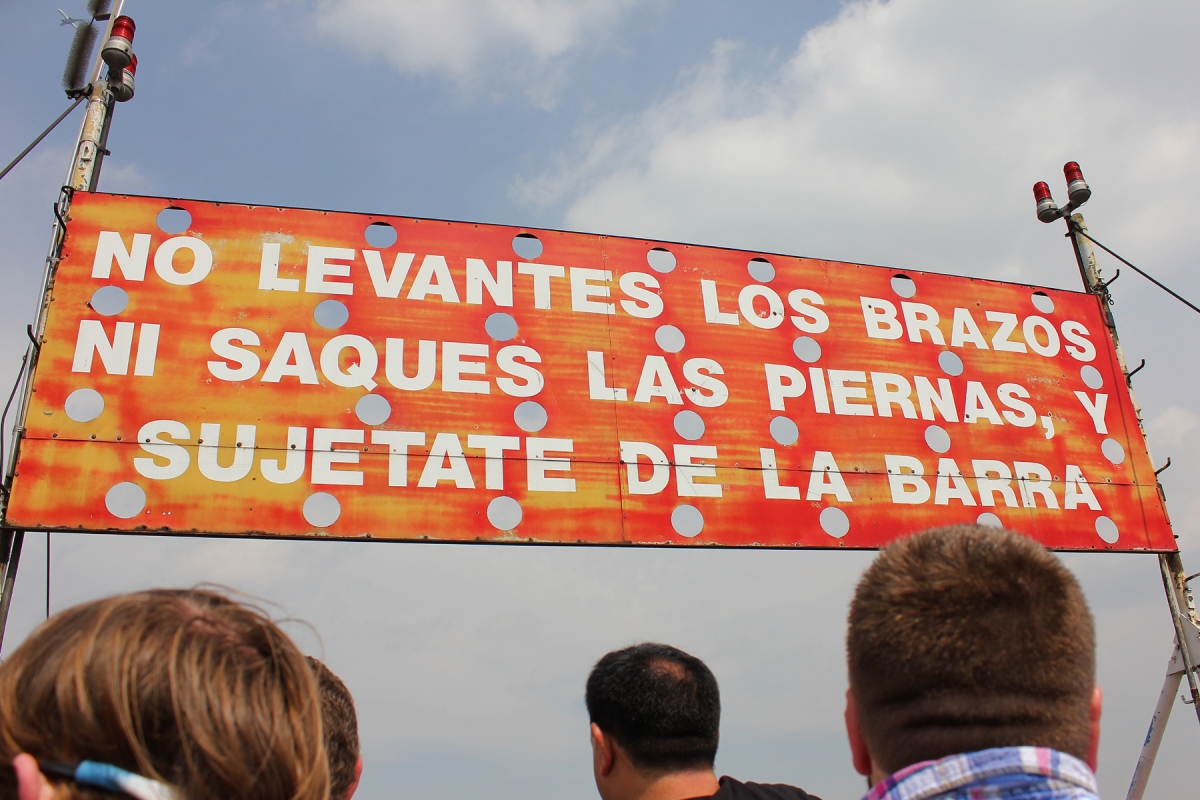 NO LEVANTES LOS BRAZOS
NI SAQUES LAS PIERNAS, Y
SUJETATE DE LA BARRA